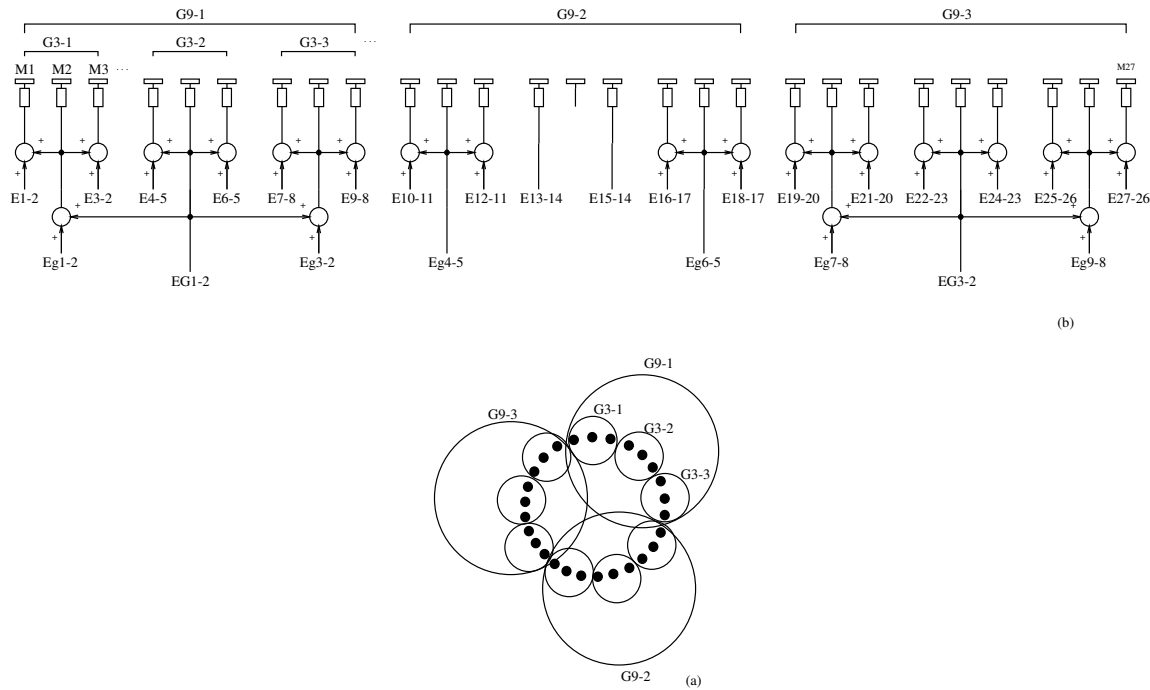 G9-1 G9-2 G9-3
G3-1 G3-2 G3-3 ...
M1 M2 M3 ... M27
+ + + + + + + + + + + + + + + +
+ + + + + + + + + + + + + + + +
E1-2 E3-2 E4-5 E6-5 E7-8 E9-8 E10-11 E12-11 E13-14 E15-14 E16-17 E18-17 E19-20 E21-20 E22-23 E24-23 E25-26 E27-26
+ + + +
+ + + +
Eg1-2 Eg3-2 Eg4-5 Eg6-5 Eg7-8 Eg9-8
EG1-2 EG3-2
(b)
G9-1
G9-3 G3-1
G3-2
G3-3
G9-2
(a)